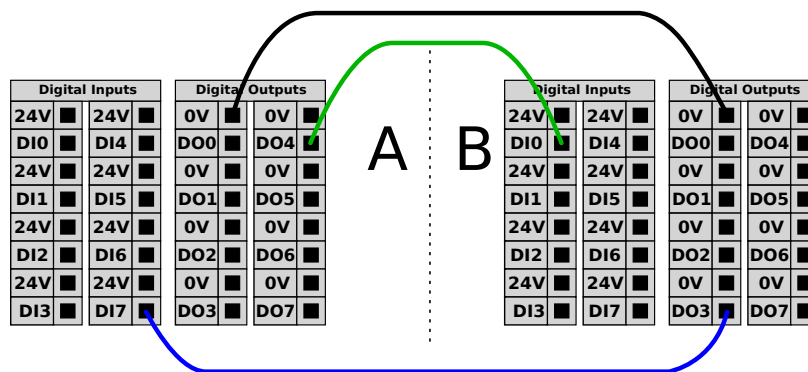 Digital Inputs Digital Outputs A B Digital Inputs Digital Outputs
24V 24V 0V 0V 24V 24V 0V 0V
DI0 DI4 DO0 DO4 DI0 DI4 DO0 DO4
24V 24V 0V 0V 24V 24V 0V 0V
DI1 DI5 DO1 DO5 DI1 DI5 DO1 DO5
24V 24V 0V 0V 24V 24V 0V 0V
DI2 DI6 DO2 DO6 DI2 DI6 DO2 DO6
24V 24V 0V 0V 24V 24V 0V 0V
DI3 DI7 DO3 DO7 DI3 DI7 DO3 DO7